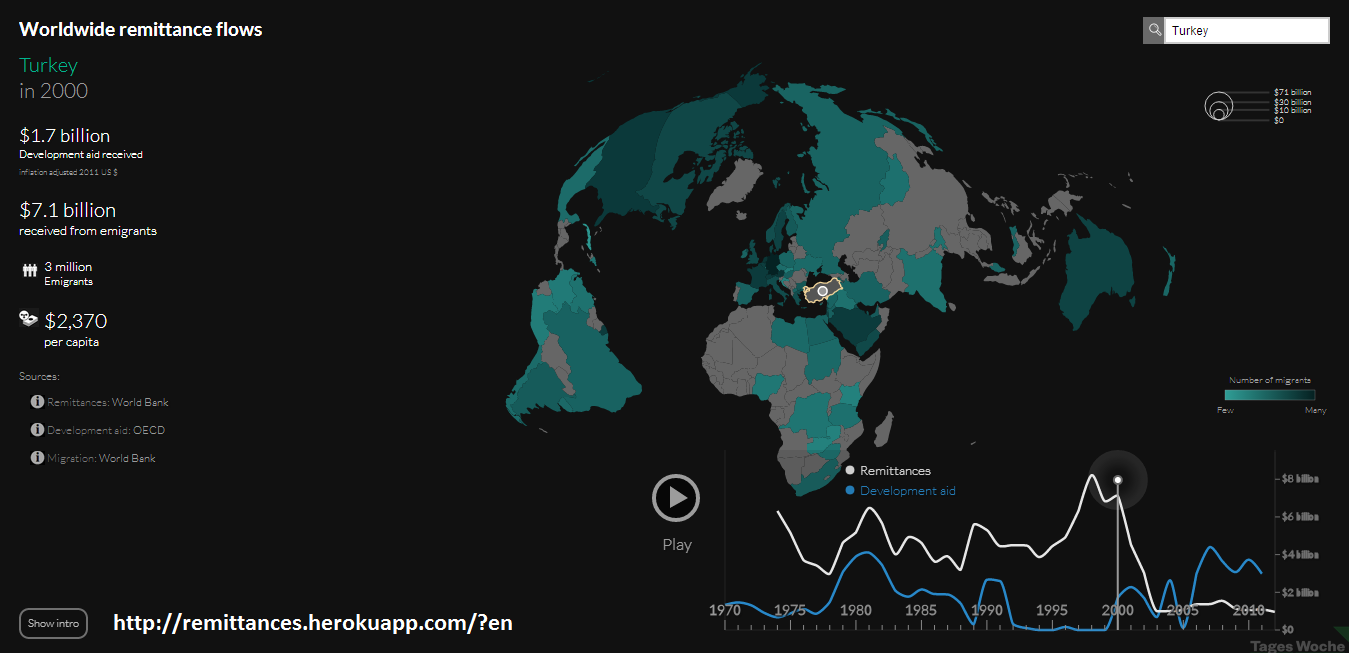 Worldwide remittance flows
Turkey
Turkey
in 2000
$71 billion
$30 billion
$10 billion
$0
$1.7 billion
Development aid received
inflation adjusted 2011 US $
$7.1 billion
received from emigrants
3 million
Emigrants
$2,370
per capita
Sources:
Remittances: World Bank
Development aid: OECD
Migration: World Bank
Number of migrants
Few Many
Remittances
Development aid
Play
$8 billion
$6 billion
$4 billion
$2 billion
$0
1970 1975 1980 1985 1990 1995 2000 2005 2010
Show intro
http://remittances.herokuapp.com/?en
Tages Woche